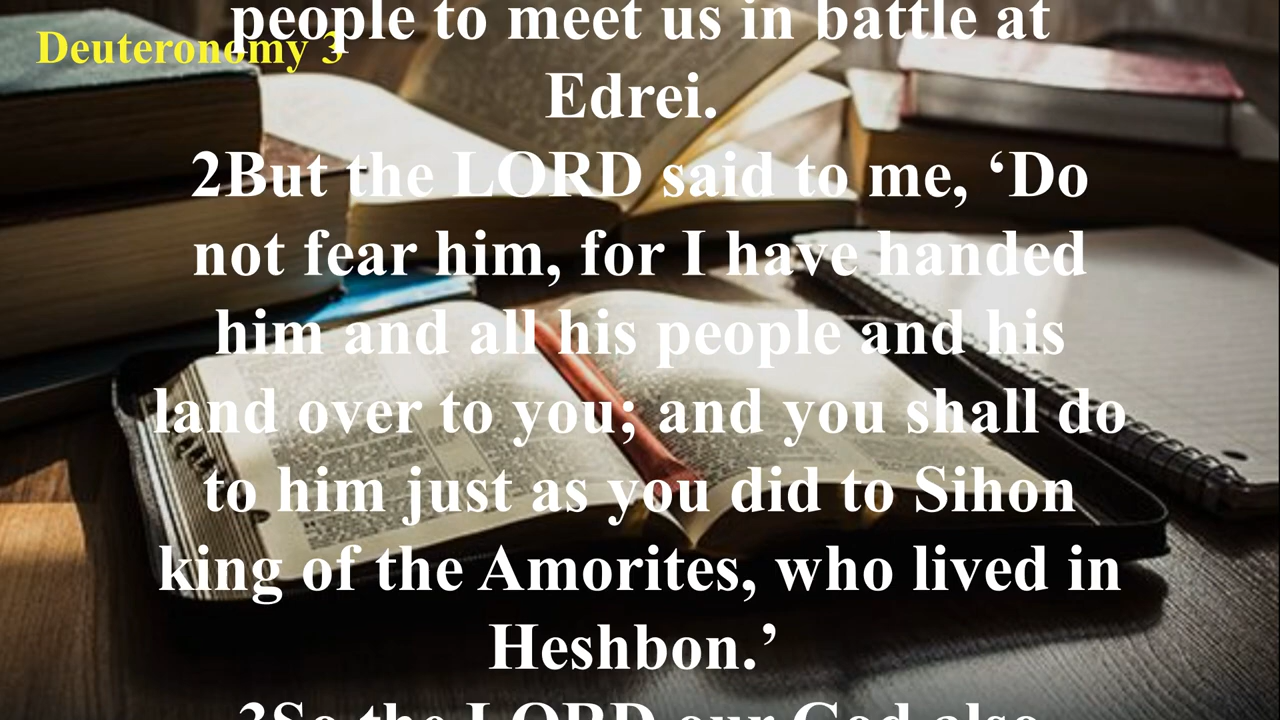 people to meet us in battle at
Deuteronomy 3
Edrei.
2But the LORD said to me, ‘Do
not fear him, for I have handed
him and all his people and his
land over to you; and you shall do
to him just as you did to Sihon
king of the Amorites, who lived in
Heshbon.’
3So the LORD our God also